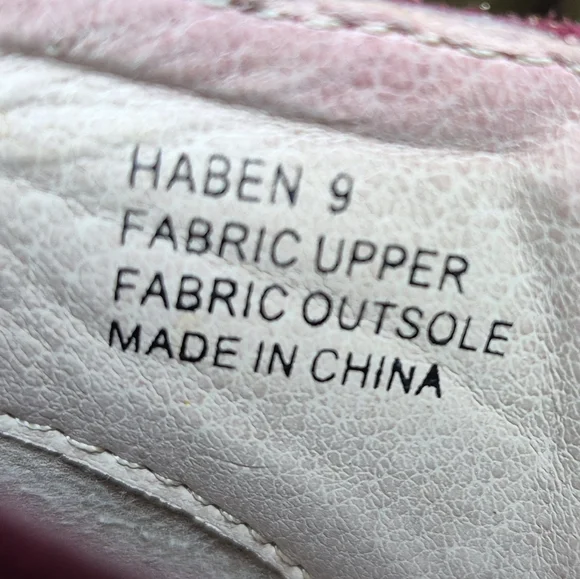 HABEN 9
FABRIC UPPER
FABRIC OUTSOLE
MADE IN CHINA